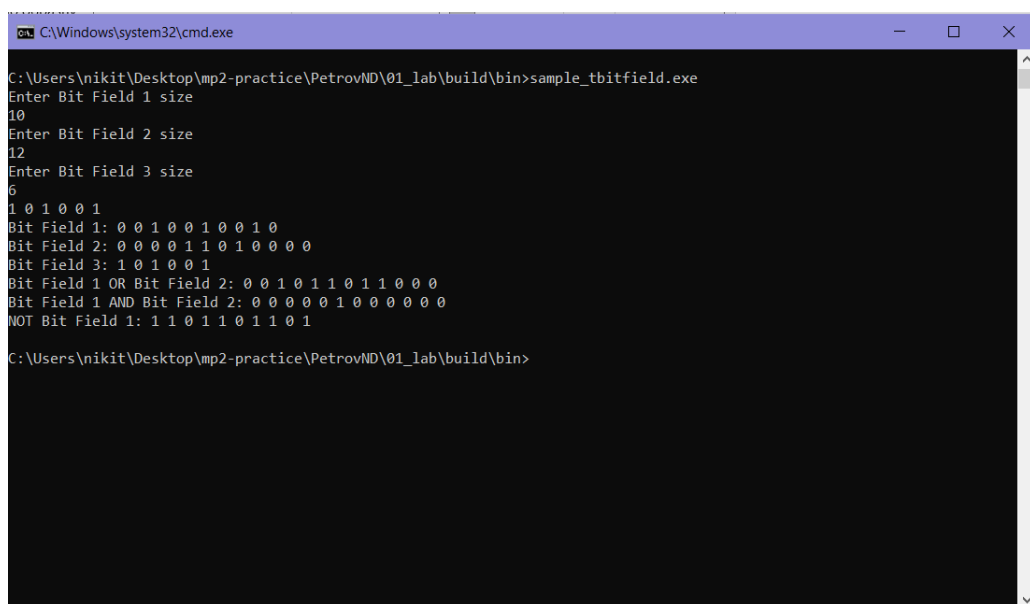 C:\Windows\system32\cmd.exe
C:\Users\nikit\Desktop\mp2-practice\PetrovND\01_lab\build\bin>sample_tbitfield.exe
Enter Bit Field 1 size
10
Enter Bit Field 2 size
12
Enter Bit Field 3 size
6
1 0 1 0 0 1
Bit Field 1: 0 0 1 0 0 1 0 0 1 0
Bit Field 2: 0 0 0 0 1 1 0 1 0 0 0 0
Bit Field 3: 1 0 1 0 0 1
Bit Field 1 OR Bit Field 2: 0 0 1 0 1 1 0 1 1 0 0 0
Bit Field 1 AND Bit Field 2: 0 0 0 0 0 1 0 0 0 0 0 0
NOT Bit Field 1: 1 1 0 1 1 0 1 1 0 1
C:\Users\nikit\Desktop\mp2-practice\PetrovND\01_lab\build\bin>